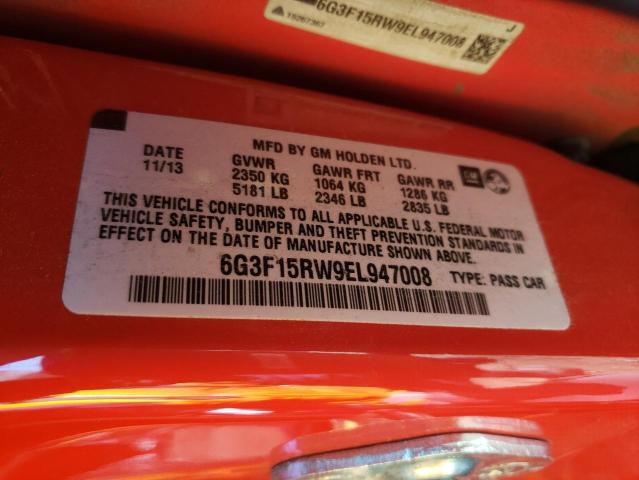 6G3F15RW9EL947008
15267367
J
MFD BY GM HOLDEN LTD.
DATE GVWR GAWR FRT GAWR RR
11/13 2350 KG 1064 KG 1286 KG
5181 LB 2346 LB 2835 LB
GM
THIS VEHICLE CONFORMS TO ALL APPLICABLE U.S. FEDERAL MOTOR
VEHICLE SAFETY, BUMPER AND THEFT PREVENTION STANDARDS IN
EFFECT ON THE DATE OF MANUFACTURE SHOWN ABOVE.
6G3F15RW9EL947008 TYPE: PASS CAR